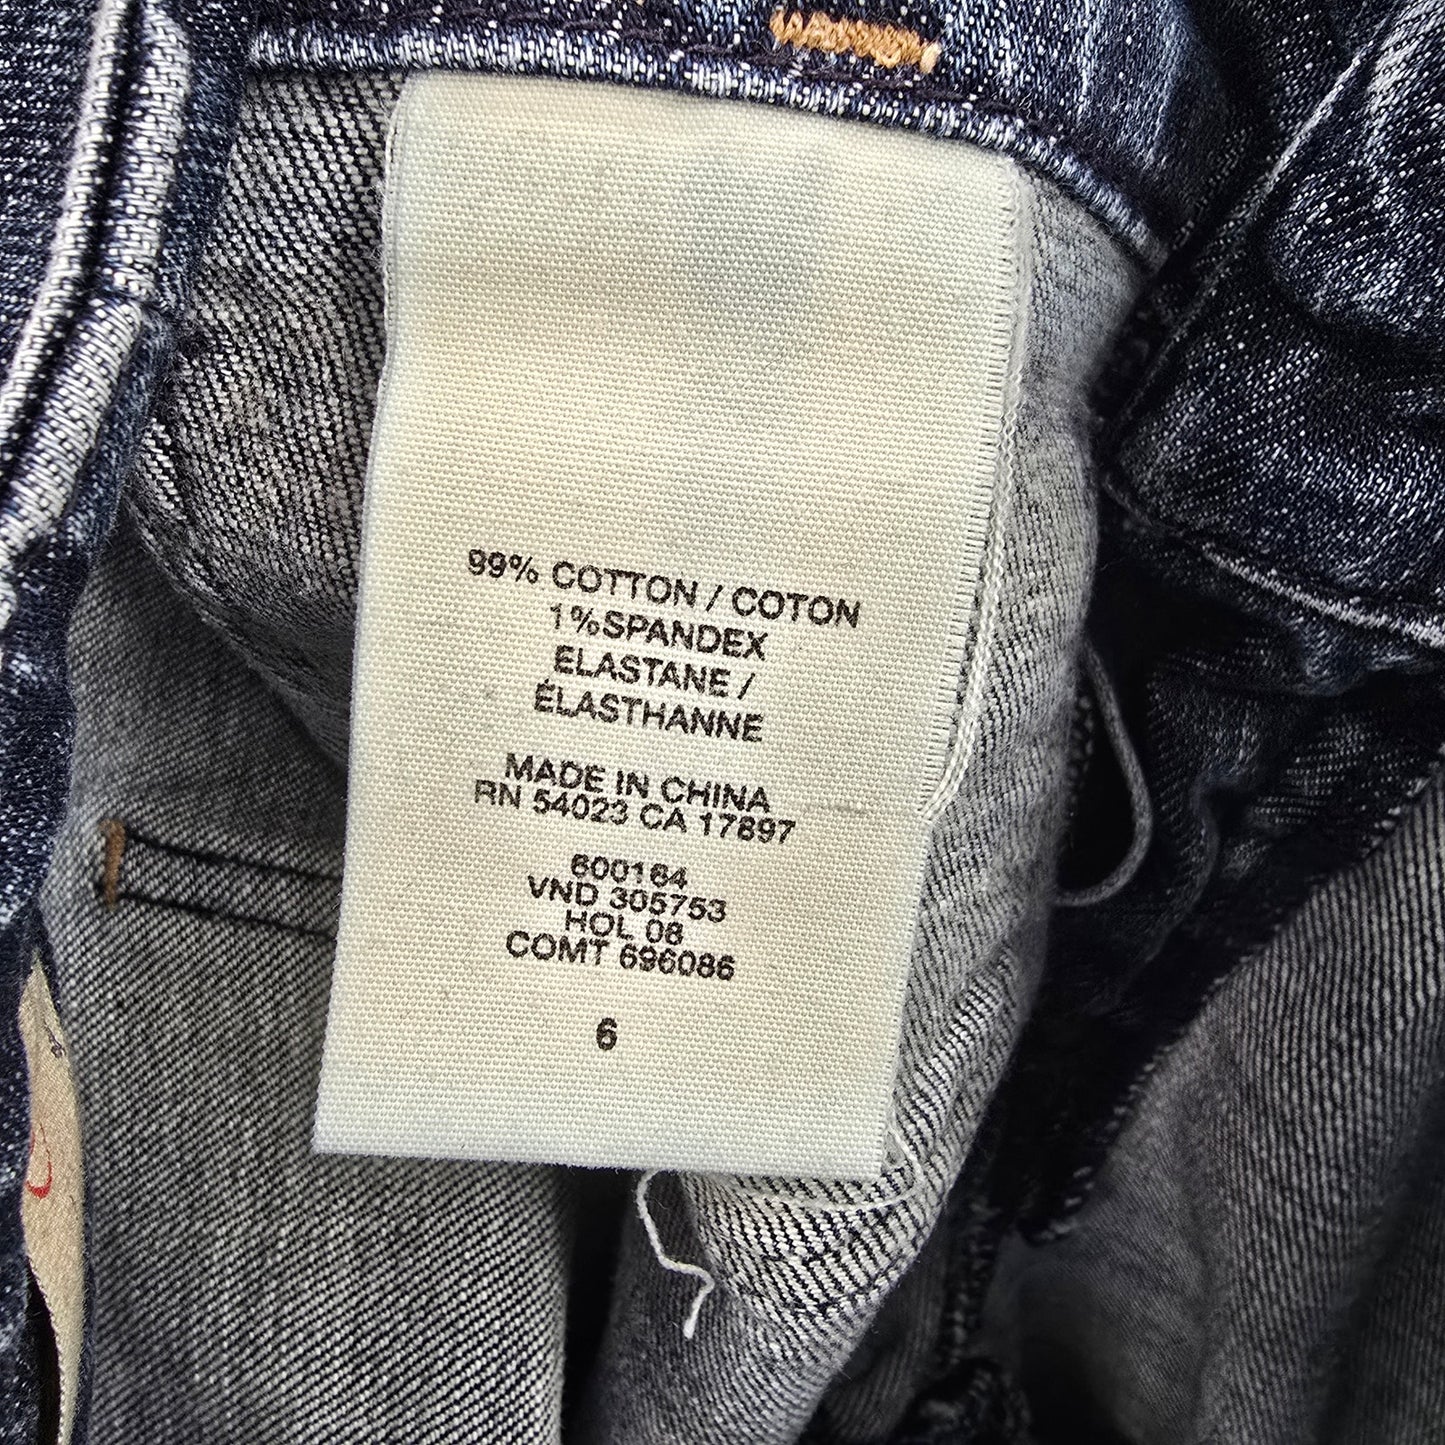 99% COTTON / COTON
1%SPANDEX
ELASTANE /
ÉLASTHANNE
MADE IN CHINA
RN 54023 CA 17897
600164
VND 305753
HOL 08
COMT 696086
6